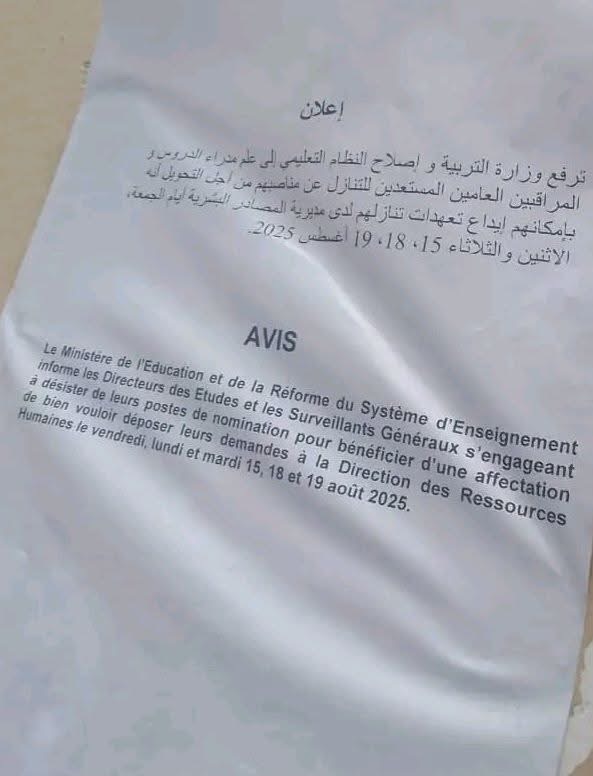 إعلان
ترفع وزارة التربية و إصلاح النظام التعليمي إلى علم مدراء الدروس و
المراقبين العامين المستعدين للتنازل عن مناصبهم من أجل التحويل أنه
بإمكانهم إيداع تعهدات تنازلهم لدى مديرية المصادر البشرية أيام الجمعة،
الاثنين والثلاثاء 15، 18، 19 أغسطس 2025.
AVIS
Le Ministère de l'Education et de la Réforme du Système d'Enseignement
informe les Directeurs des Etudes et les Surveillants Généraux s'engageant
à désister de leurs postes de nomination pour bénéficier d'une affectation
de bien vouloir déposer leurs demandes à la Direction des Ressources
Humaines le vendredi, lundi et mardi 15, 18 et 19 août 2025.